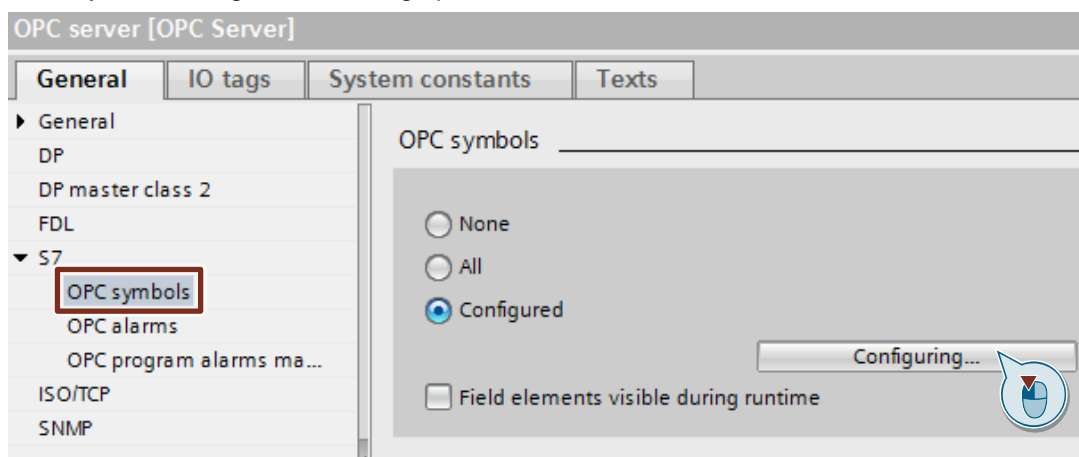 OPC server [OPC Server]
General IO tags System constants Texts
General
DP
DP master class 2
FDL
S7
OPC symbols
OPC alarms
OPC program alarms ma...
ISO/TCP
SNMP
OPC symbols
None
All
Configured
Configuring...
Field elements visible during runtime